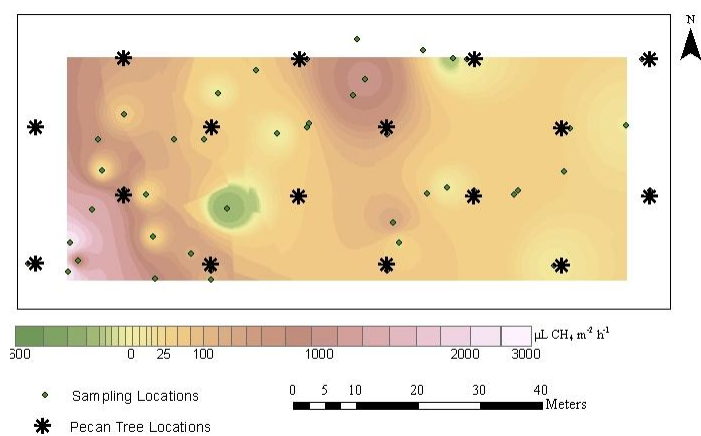 N
600 0 25 100 1000 2000 3000
µL CH₄ m⁻² h⁻¹
Sampling Locations
0 5 10 20 30 40
Meters
Pecan Tree Locations